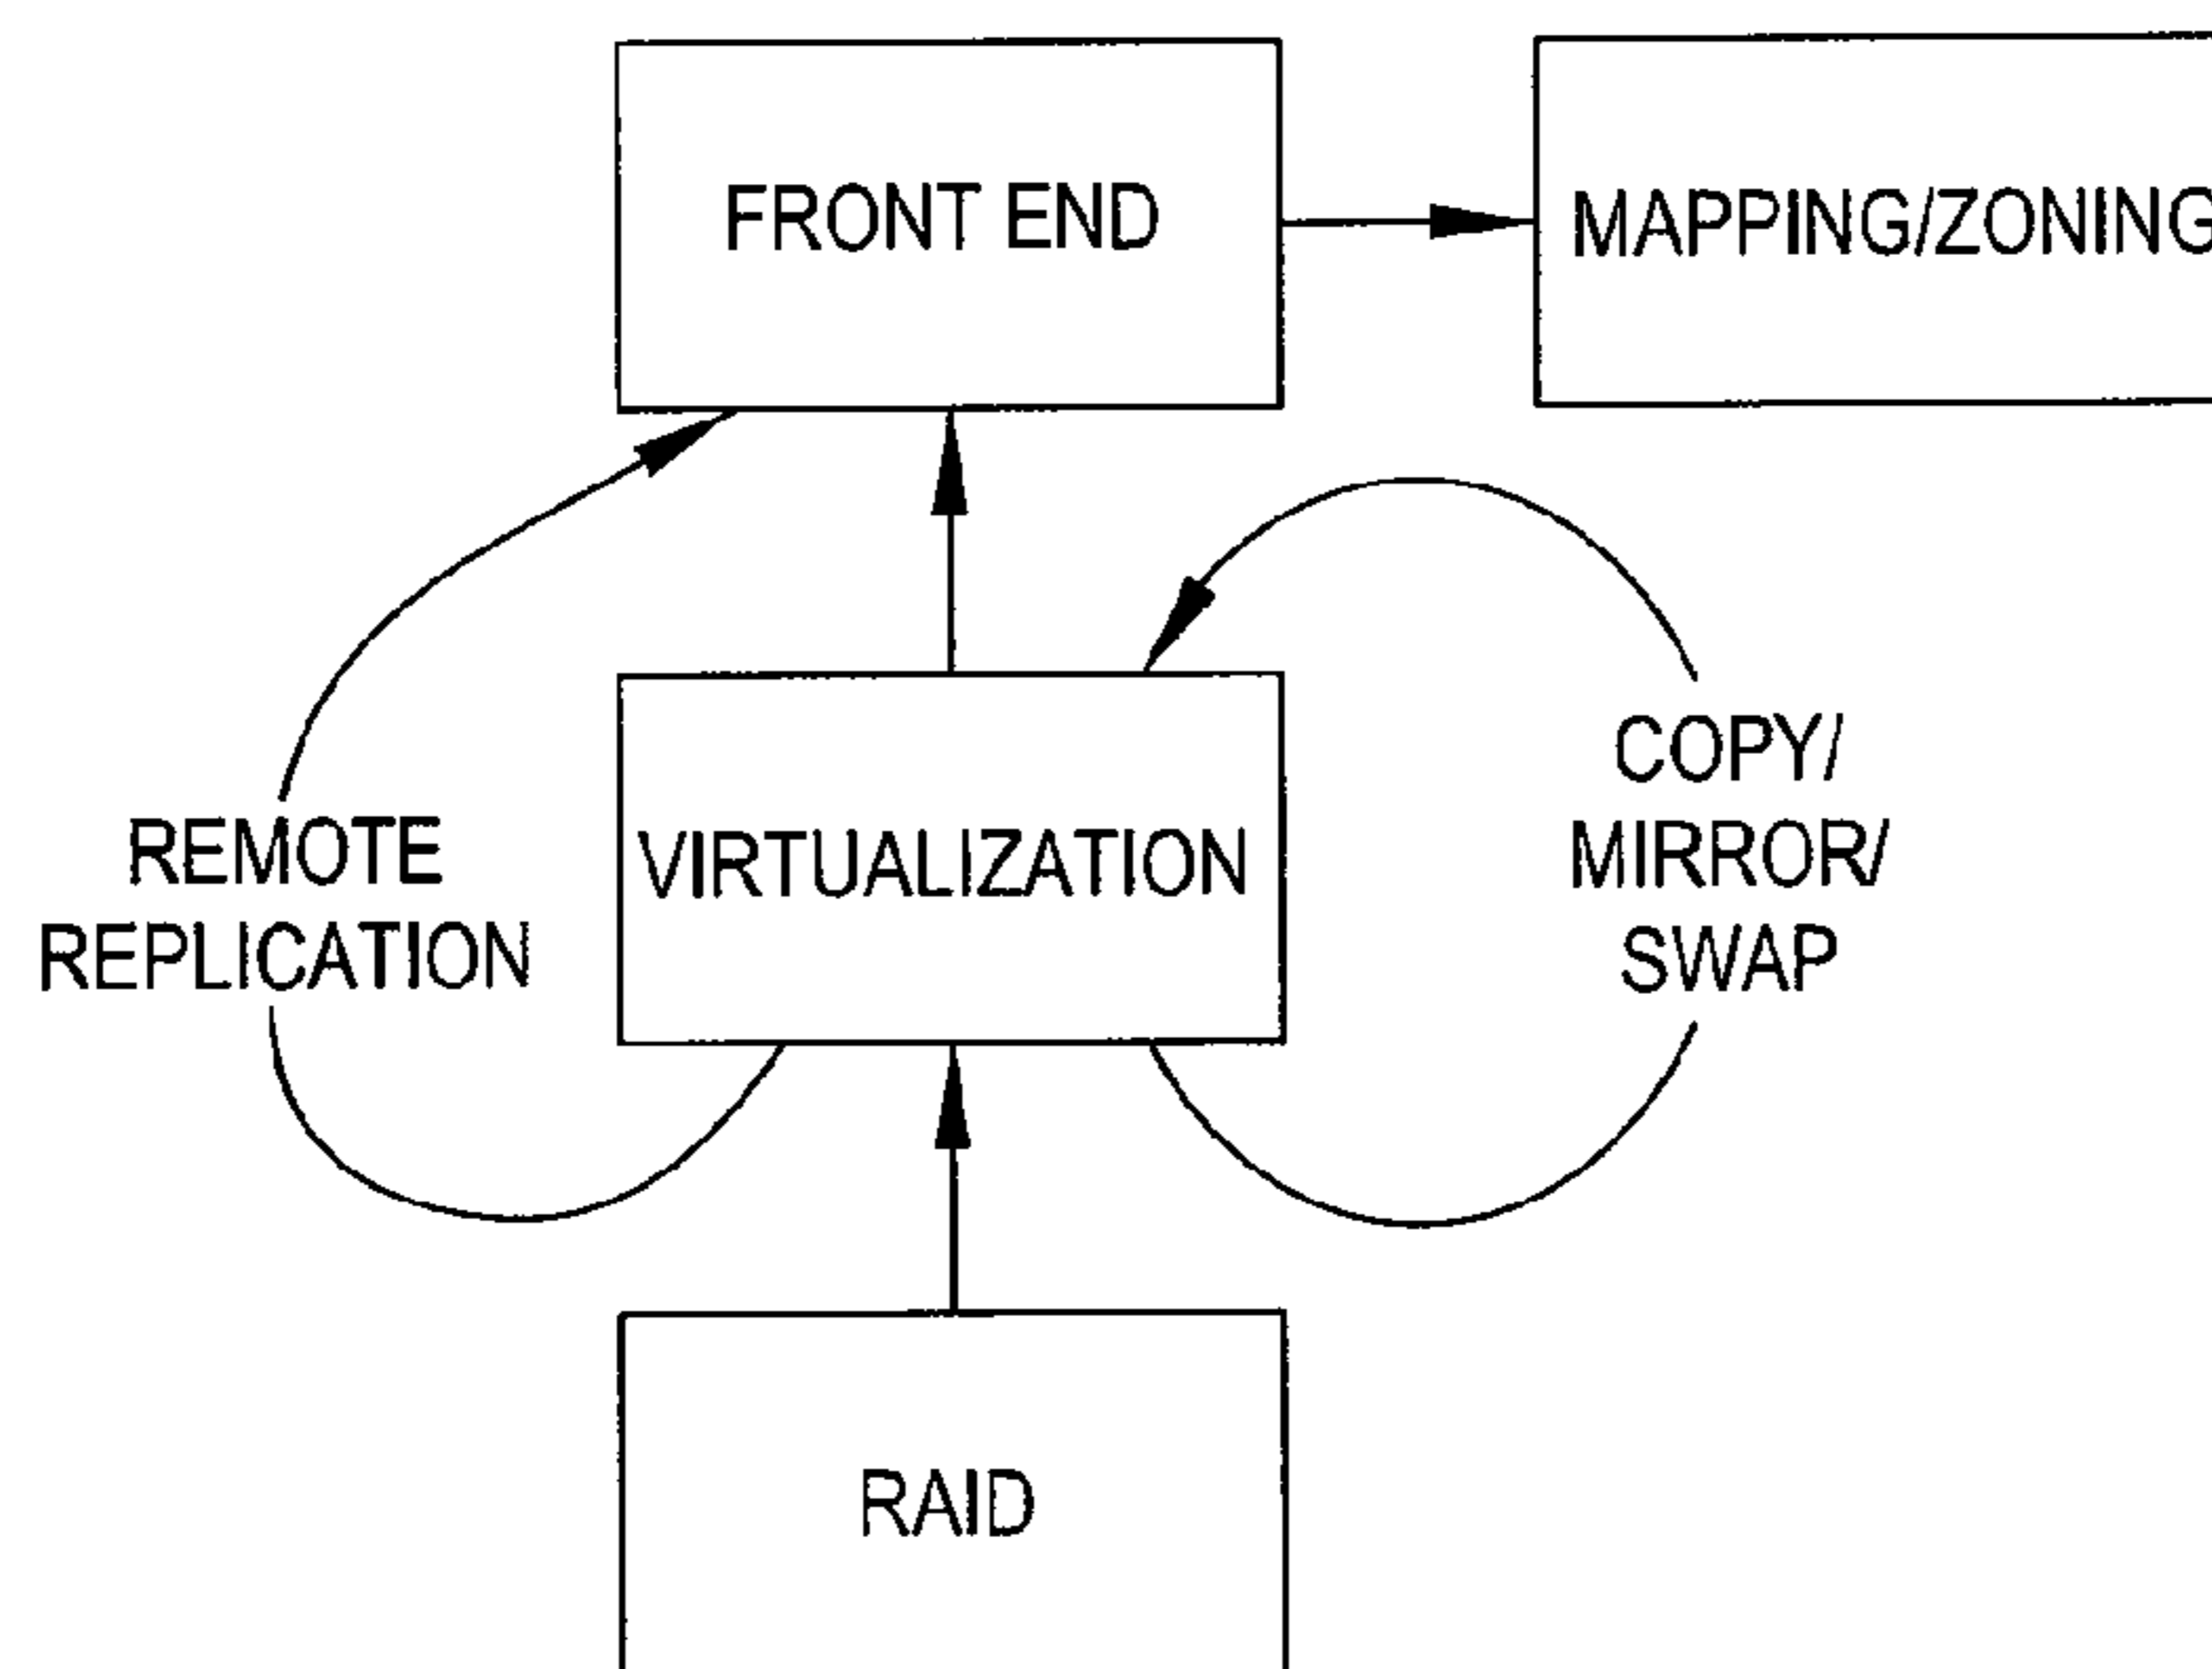 FRONT END
MAPPING/ZONING
REMOTE
REPLICATION
VIRTUALIZATION
COPY/
MIRROR/
SWAP
RAID